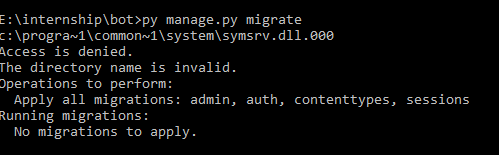 E:\internship\bot>py manage.py migrate
c:\progra~1\common~1\system\symsrv.dll.000
Access is denied.
The directory name is invalid.
Operations to perform:
  Apply all migrations: admin, auth, contenttypes, sessions
Running migrations:
  No migrations to apply.